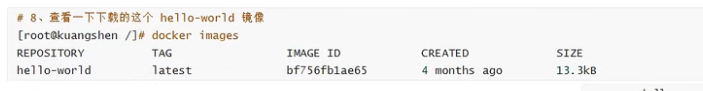 # 8、查看一下下载的这个 hello-world 镜像
[root@kuangshen /]# docker images
REPOSITORY TAG IMAGE ID CREATED SIZE
hello-world latest bf756fb1ae65 4 months ago 13.3kB